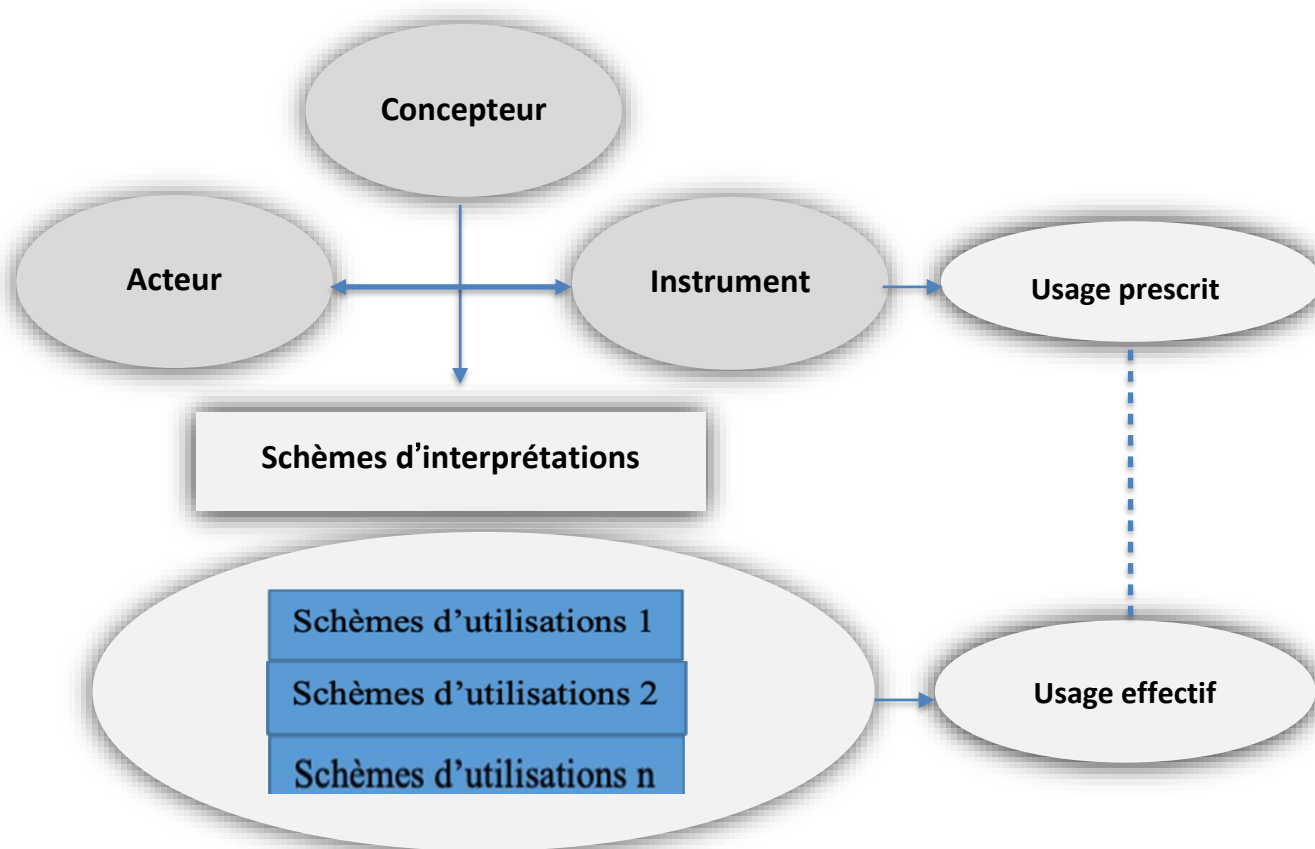 Concepteur
Acteur
Instrument
Usage prescrit
Schèmes d’interprétations
Schèmes d’utilisations 1
Schèmes d’utilisations 2
Schèmes d’utilisations n
Usage effectif